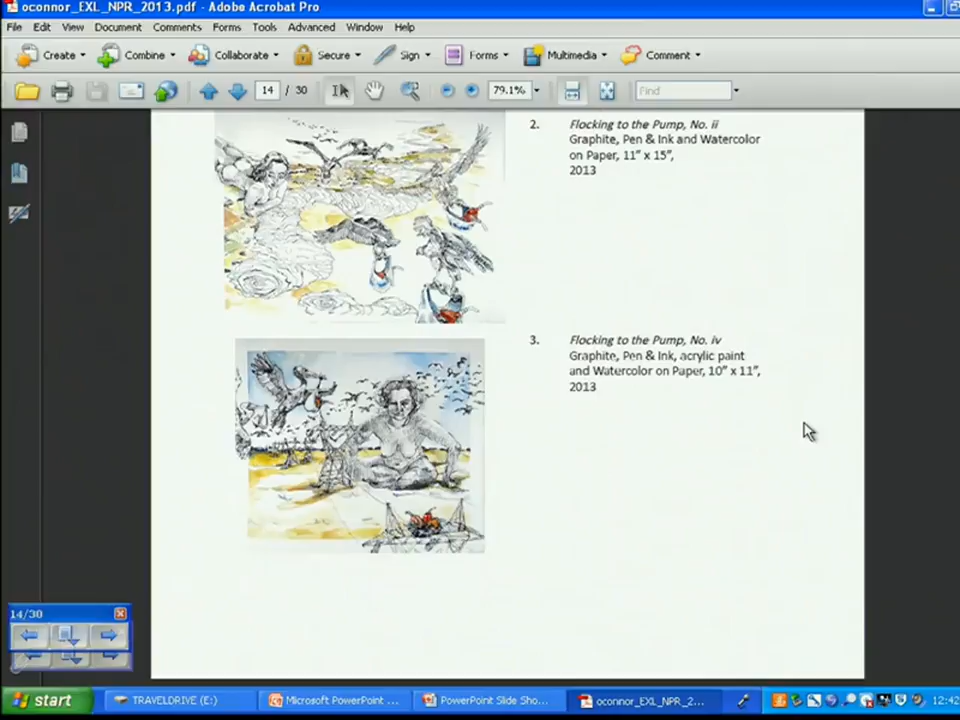 oconnor_EXL_NPR_2013.pdf - Adobe Acrobat Pro
File Edit View Document Comments Forms Tools Advanced Window Help
Create Combine Collaborate Secure Sign Forms Multimedia Comment
14 / 30 79.1% Find
2. Flocking to the Pump, No. ii
Graphite, Pen & Ink and Watercolor
on Paper, 11” x 15”,
2013
3. Flocking to the Pump, No. iv
Graphite, Pen & Ink, acrylic paint
and Watercolor on Paper, 10” x 11”,
2013
14/30
start TRAVELDRIVE (E:) Microsoft PowerPoint ... PowerPoint Slide Sho... oconnor_EXL_NPR_2... 12:42